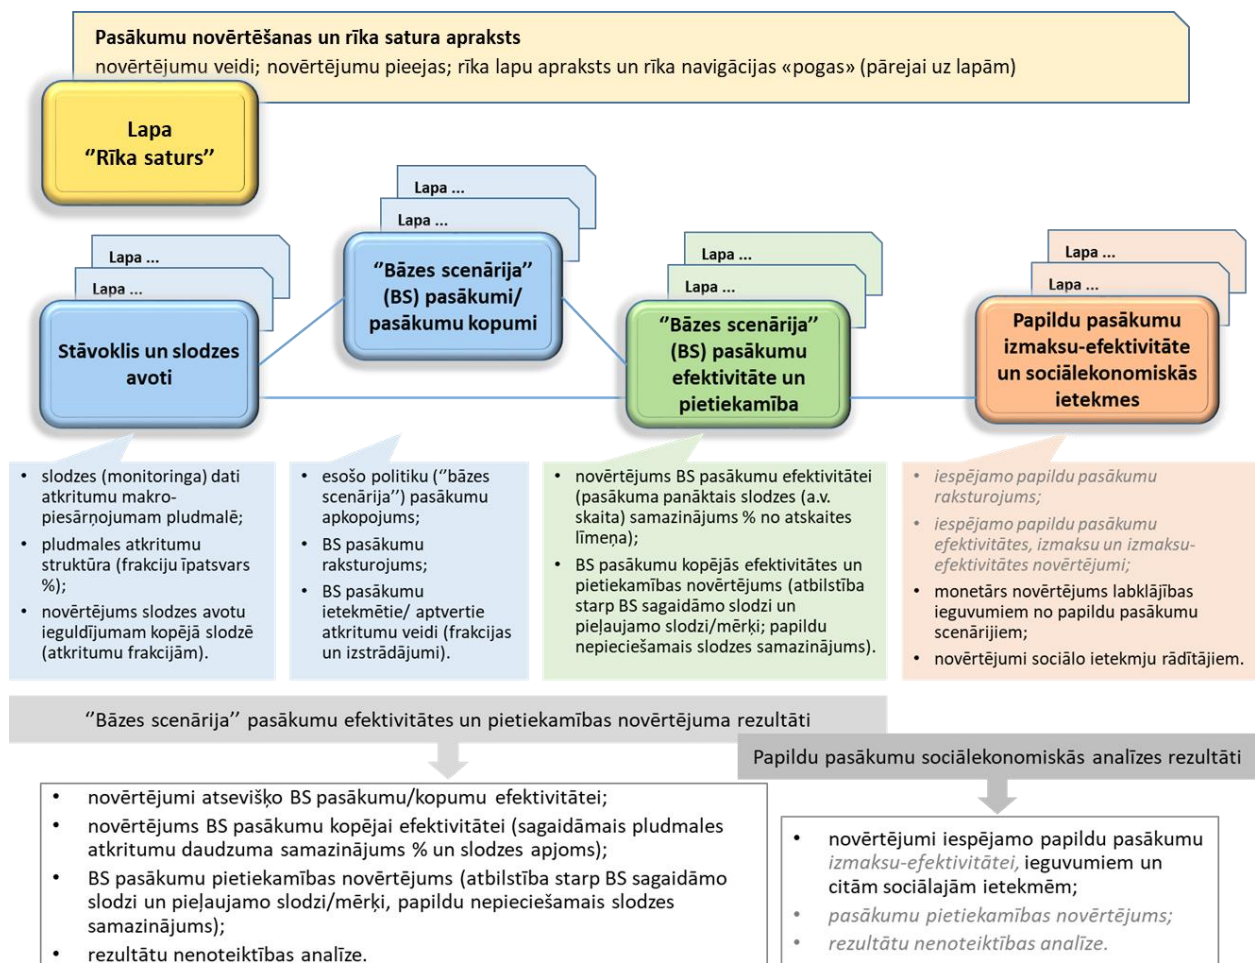 Pasākumu novērtēšanas un rīka satura apraksts
novērtējumu veidi; novērtējumu pieejas; rīka lapu apraksts un rīka navigācijas «pogas» (pārejai uz lapām)
Lapa
‘’Rīka saturs’’
Lapa ...
Lapa ...
Stāvoklis un slodzes
avoti
Lapa ...
Lapa ...
‘’Bāzes scenārija’’
(BS) pasākumi/
pasākumu kopumi
Lapa ...
Lapa ...
‘’Bāzes scenārija’’
(BS) pasākumu
efektivitāte un
pietiekamība
Lapa ...
Lapa ...
Papildu pasākumu
izmaksu-efektivitāte
un sociālekonomiskās
ietekmes
• slodzes (monitoringa) dati
atkritumu makro-
piesārņojumam pludmalē;
• pludmales atkritumu
struktūra (frakciju īpatsvars
%);
• novērtējums slodzes avotu
ieguldījumam kopējā slodzē
(atkritumu frakcijām).
• esošo politiku (‘’bāzes
scenārija’’) pasākumu
apkopojums;
• BS pasākumu
raksturojums;
• BS pasākumu
ietekmētie/ aptvertie
atkritumu veidi (frakcijas
un izstrādājumi).
• novērtējums BS pasākumu efektivitātei
(pasākuma panāktais slodzes (a.v.
skaita) samazinājums % no atskaites
līmeņa);
• BS pasākumu kopējās efektivitātes un
pietiekamības novērtējums (atbilstība
starp BS sagaidāmo slodzi un
pieļaujamo slodzi/mērķi; papildu
nepieciešamais slodzes samazinājums).
• iespējamo papildu pasākumu
raksturojums;
• iespējamo papildu pasākumu
efektivitātes, izmaksu un izmaksu-
efektivitātes novērtējumi;
• monetārs novērtējums labklājības
ieguvumiem no papildu pasākumu
scenārijiem;
• novērtējumi sociālo ietekmju rādītājiem.
‘’Bāzes scenārija’’ pasākumu efektivitātes un pietiekamības novērtējuma rezultāti
• novērtējumi atsevišķo BS pasākumu/kopumu efektivitātei;
• novērtējums BS pasākumu kopējai efektivitātei (sagaidāmais pludmales
atkritumu daudzuma samazinājums % un slodzes apjoms);
• BS pasākumu pietiekamības novērtējums (atbilstība starp BS sagaidāmo
slodzi un pieļaujamo slodzi/mērķi, papildu nepieciešamais slodzes
samazinājums);
• rezultātu nenoteiktības analīze.
Papildu pasākumu sociālekonomiskās analīzes rezultāti
• novērtējumi iespējamo papildu pasākumu
izmaksu-efektivitātei, ieguvumiem un
citām sociālajām ietekmēm;
• pasākumu pietiekamības novērtējums;
• rezultātu nenoteiktības analīze.